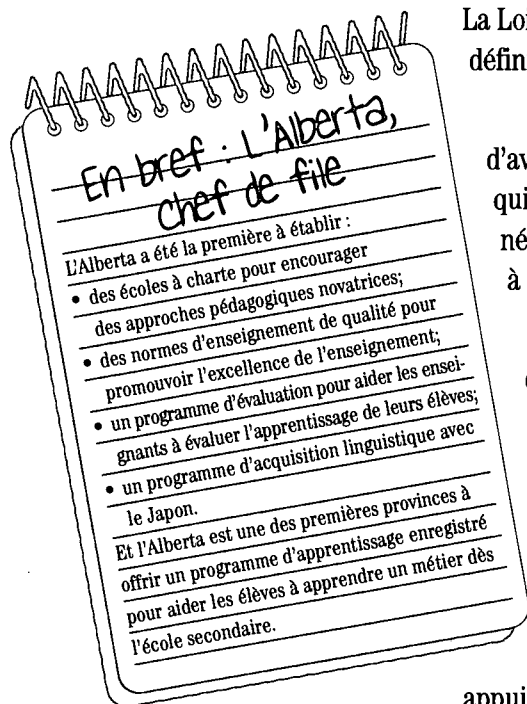 En bref : L'Alberta,
chef de file
L'Alberta a été la première à établir :
• des écoles à charte pour encourager
des approches pédagogiques novatrices;
• des normes d'enseignement de qualité pour
promouvoir l'excellence de l'enseignement;
• un programme d'évaluation pour aider les ensei-
gnants à évaluer l'apprentissage de leurs élèves;
• un programme d'acquisition linguistique avec
le Japon.
Et l'Alberta est une des premières provinces à
offrir un programme d'apprentissage enregistré
pour aider les élèves à apprendre un métier dès
l'école secondaire.
La Loi
défin
d'av
qui
né
à
appui